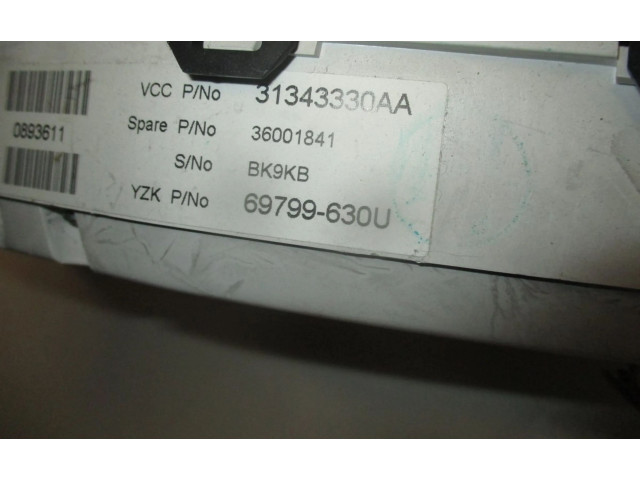 VCC P/No 31343330AA
0893611 Spare P/No 36001841
S/No BK9KB
YZK P/No 69799-630U